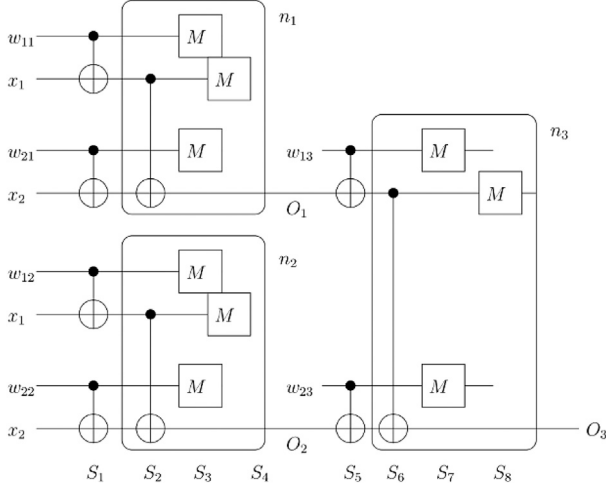 n₁
w₁₁ M
x₁ M
w₂₁ M w₁₃ M n₃
x₂ O₁ M
w₁₂ M n₂
x₁ M
w₂₂ M w₂₃ M
x₂ O₂ O₃
S₁ S₂ S₃ S₄ S₅ S₆ S₇ S₈